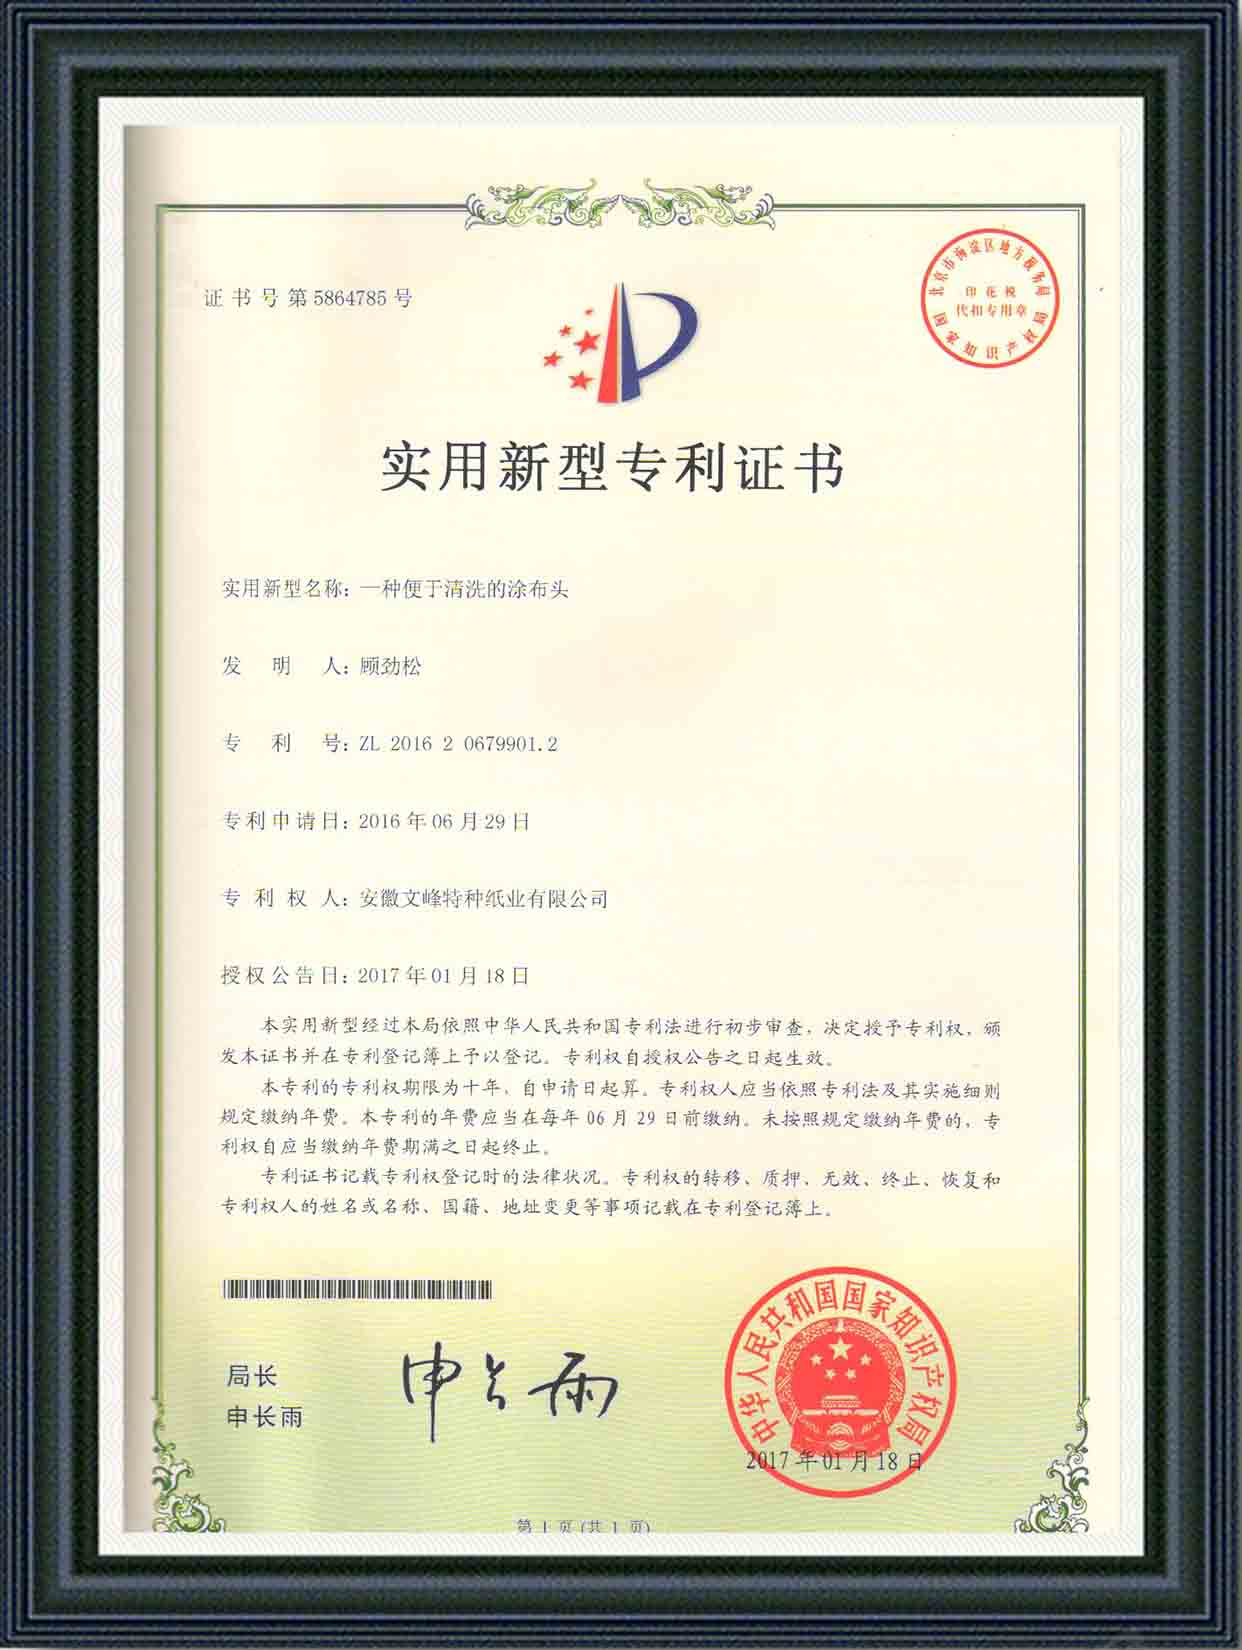 证书号第5864785号
北京市海淀区地方税务局
印花税
代扣专用章
国家知识产权局
实用新型专利证书
实用新型名称：一种便于清洗的涂布头
发明人：顾劲松
专利号：ZL 2016 2 0679901.2
专利申请日：2016年06月29日
专利权人：安徽文峰特种纸业有限公司
授权公告日：2017年01月18日
本实用新型经过本局依照中华人民共和国专利法进行初步审查，决定授予专利权，颁
发本证书并在专利登记簿上予以登记。专利权自授权公告之日起生效。
本专利的专利权期限为十年，自申请日起算。专利权人应当依照专利法及其实施细则
规定缴纳年费。本专利的年费应当在每年06月29日前缴纳。未按照规定缴纳年费的，专
利权自应当缴纳年费期满之日起终止。
专利证书记载专利权登记时的法律状况。专利权的转移、质押、无效、终止、恢复和
专利权人的姓名或名称、国籍、地址变更等事项记载在专利登记簿上。
局长
申长雨
申长雨
中华人民共和国国家知识产权局
2017年01月18日
第1页(共1页)